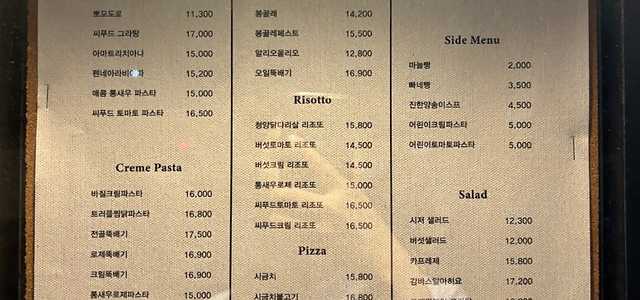 뽀모도로 11,300
씨푸드 그라탕 17,000
아마트리치아나 15,000
펜네아라비아따 15,200
매콤 통새우 파스타 15,000
씨푸드 토마토 파스타 16,500
Creme Pasta
바질크림파스타 16,000
트러플찜닭파스타 16,800
전골뚝배기 17,500
로제뚝배기 16,900
크림뚝배기 16,900
통새우로제파스타 15,000
봉골레 14,200
봉골레페스토 15,500
알리오올리오 12,800
오일뚝배기 16,900
Risotto
청양닭다리살 리조또 15,800
버섯토마토 리조또 14,500
버섯크림 리조또 14,500
통새우로제 리조또 15,000
씨푸드토마토 리조또 16,500
씨푸드크림 리조또 16,500
Pizza
시금치 15,800
시금치불고기 16,800
Side Menu
마늘빵 2,000
빠네빵 3,500
진한양송이스프 4,500
어린이크림파스타 5,000
어린이토마토파스타 5,000
Salad
시저 샐러드 12,300
버섯샐러드 12,000
카프레제 15,800
감바스알아히요 17,200